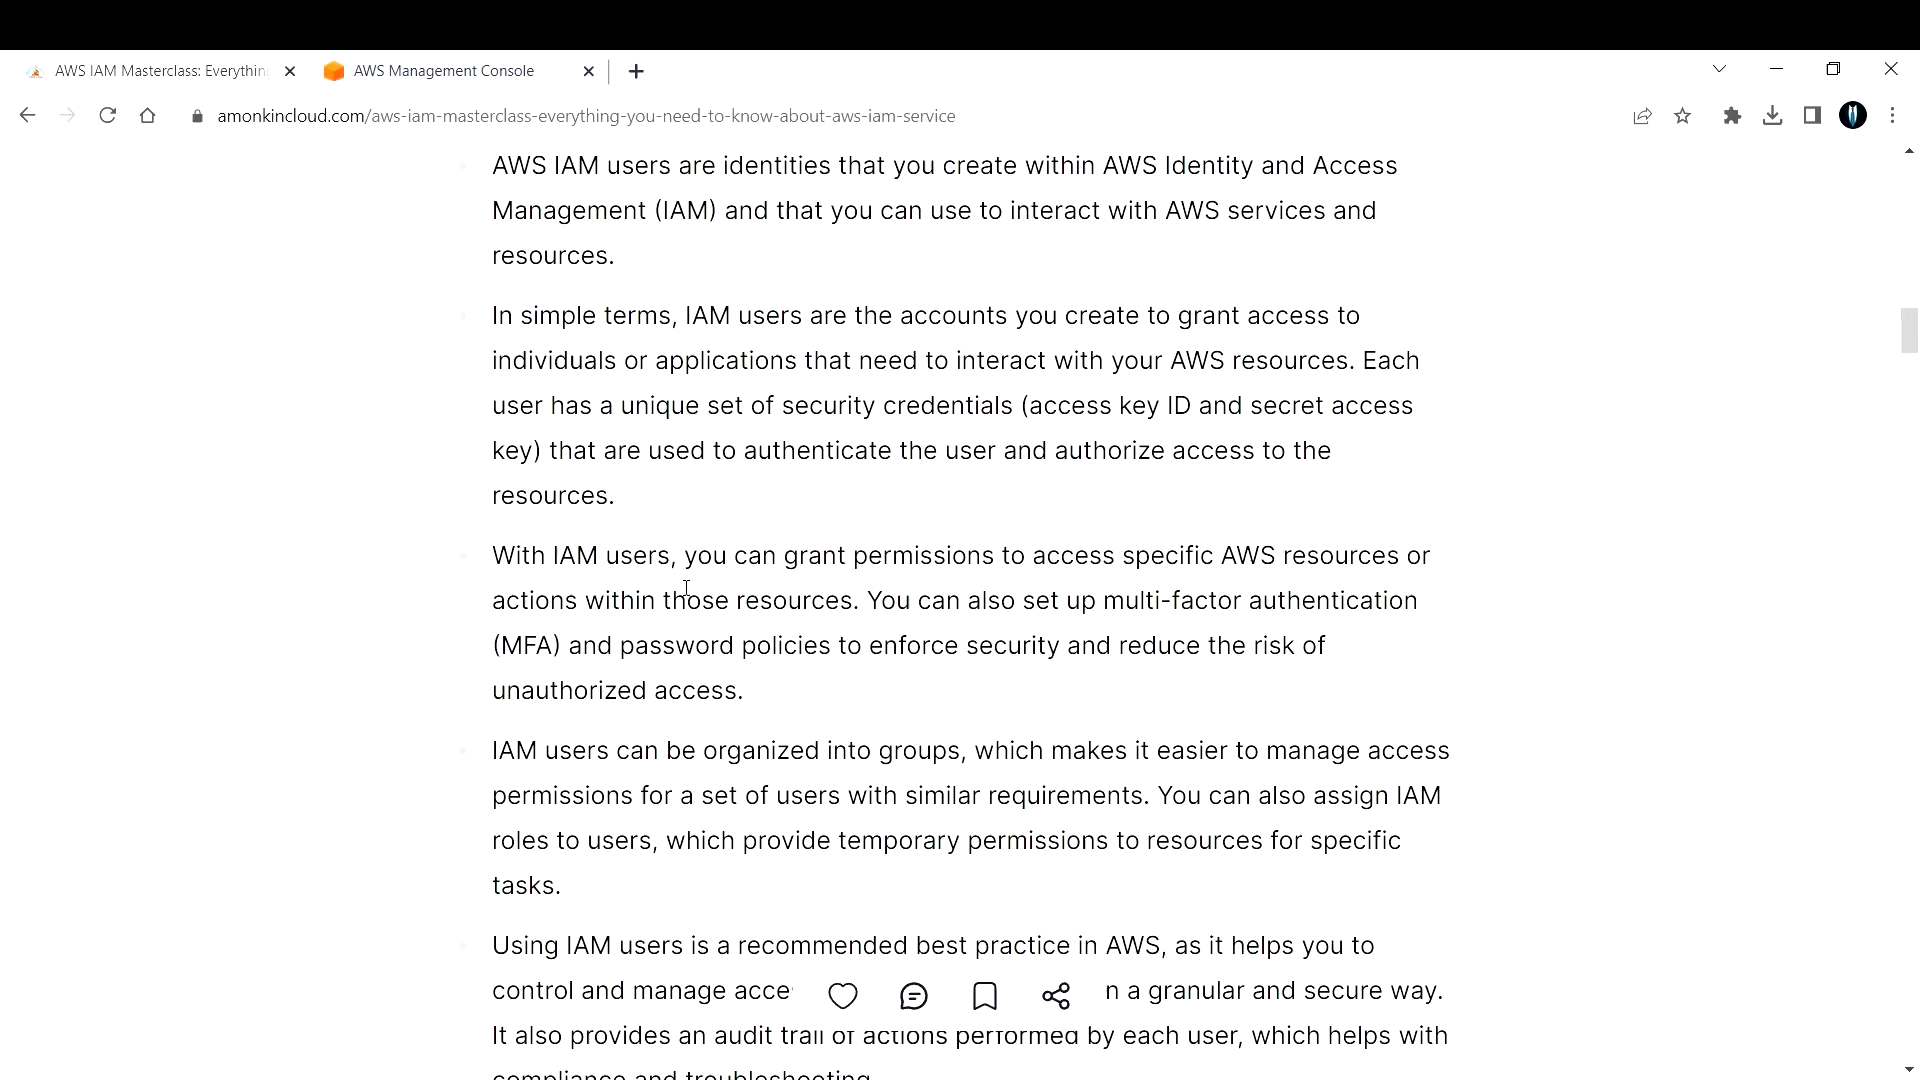 AWS IAM Masterclass: Everythin
AWS Management Console
amonkincloud.com/aws-iam-masterclass-everything-you-need-to-know-about-aws-iam-service
AWS IAM users are identities that you create within AWS Identity and Access
Management (IAM) and that you can use to interact with AWS services and
resources.
In simple terms, IAM users are the accounts you create to grant access to
individuals or applications that need to interact with your AWS resources. Each
user has a unique set of security credentials (access key ID and secret access
key) that are used to authenticate the user and authorize access to the
resources.
With IAM users, you can grant permissions to access specific AWS resources or
actions within those resources. You can also set up multi-factor authentication
(MFA) and password policies to enforce security and reduce the risk of
unauthorized access.
IAM users can be organized into groups, which makes it easier to manage access
permissions for a set of users with similar requirements. You can also assign IAM
roles to users, which provide temporary permissions to resources for specific
tasks.
Using IAM users is a recommended best practice in AWS, as it helps you to
control and manage acce n a granular and secure way.
It also provides an audit trail of actions performed by each user, which helps with
compliance and troubleshooting.